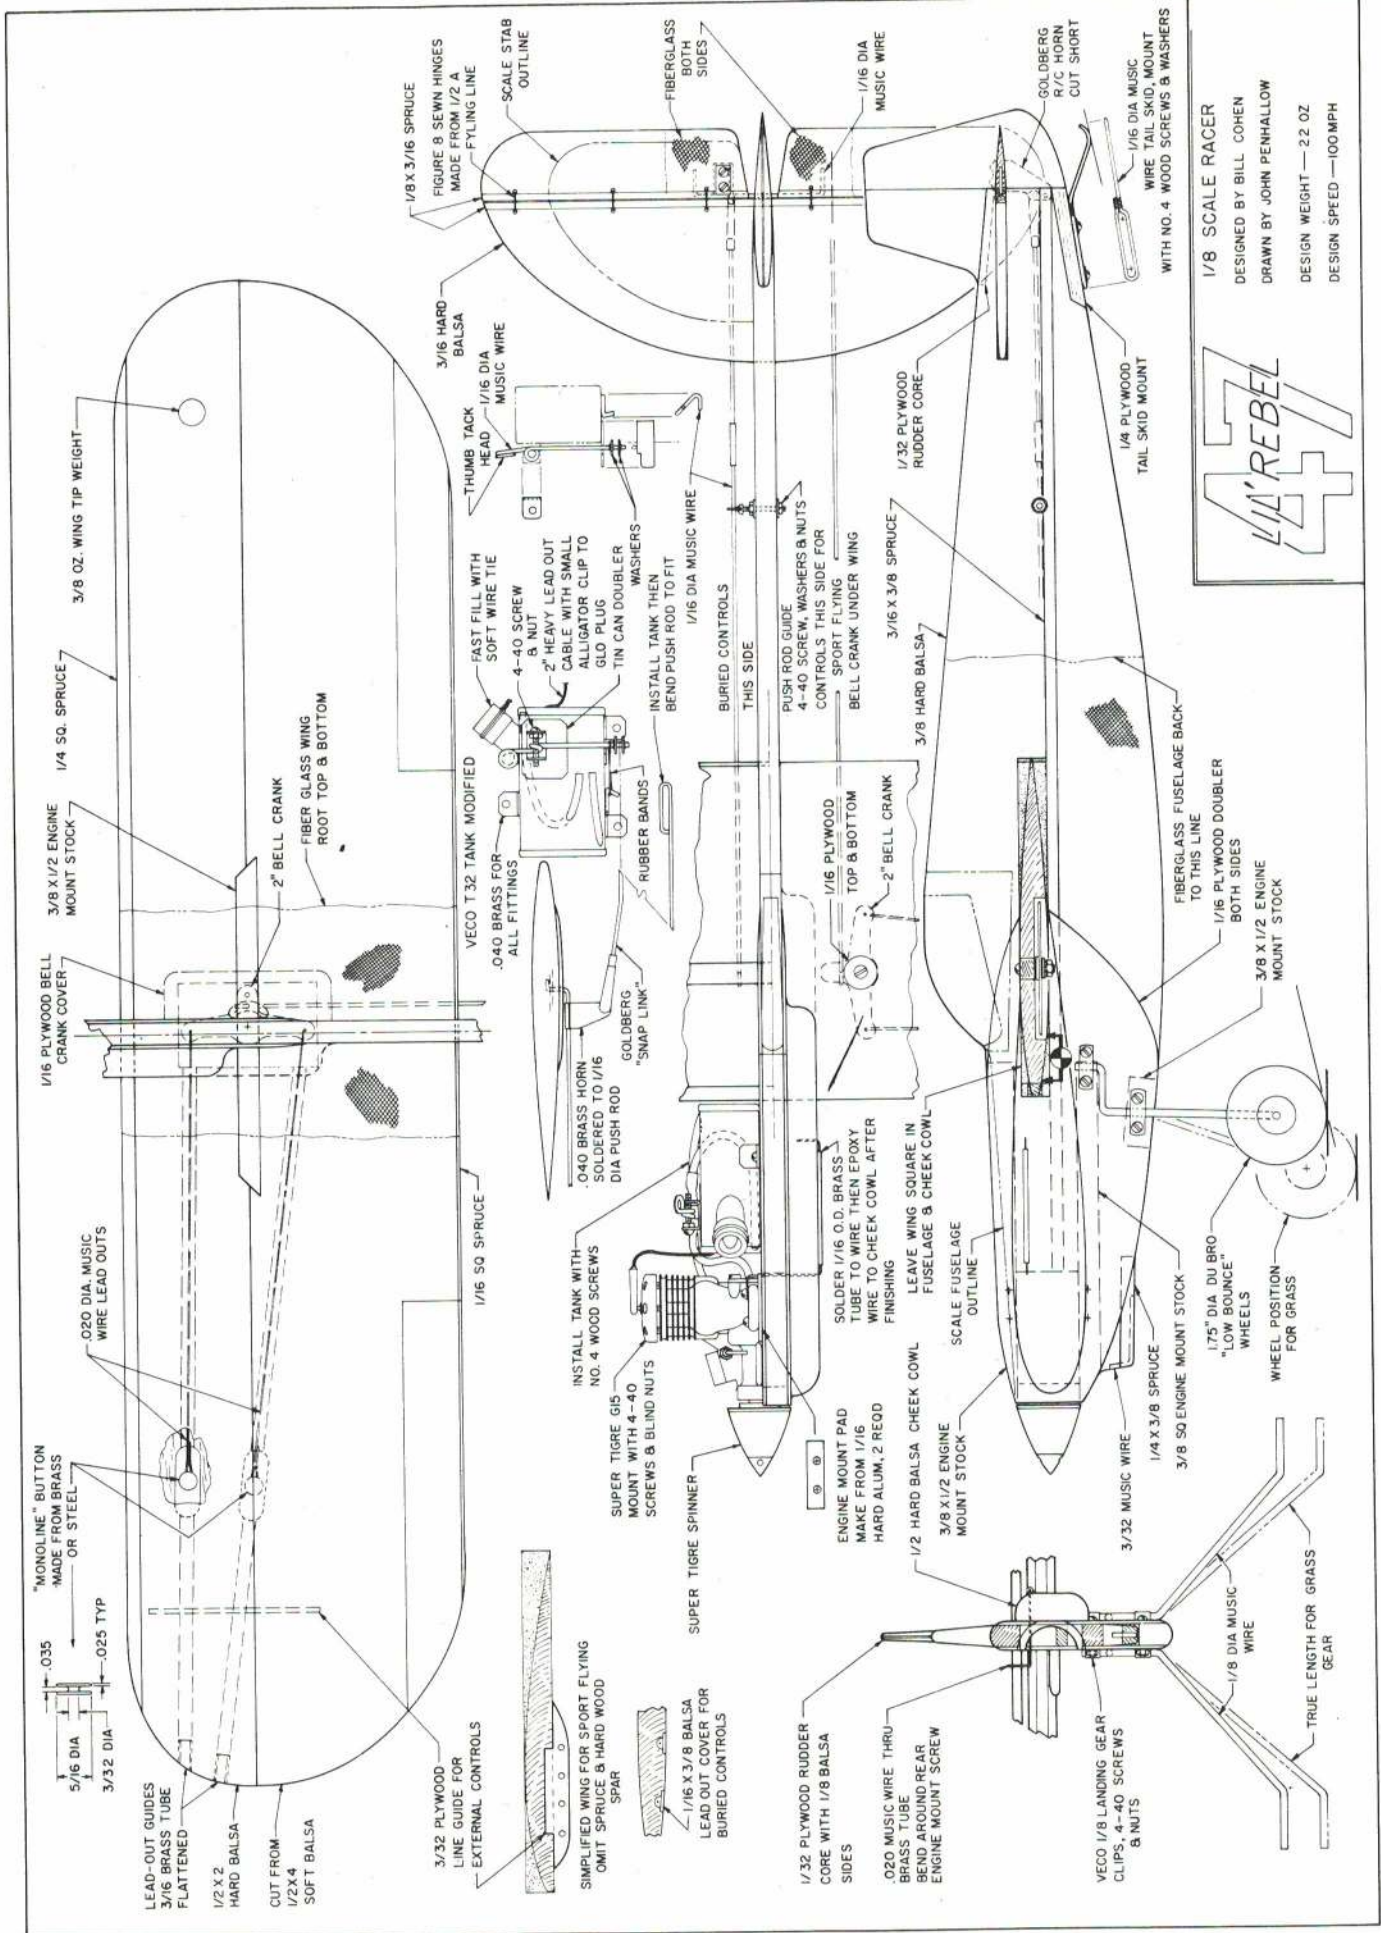 "MONOLINE" BUTTON
MADE FROM BRASS
OR STEEL
.035
.025 TYP
5/16 DIA
3/32 DIA
LEAD-OUT GUIDES
3/16 BRASS TUBE
FLATTENED
1/2 X 2
HARD BALSA
CUT FROM
1/2 X 4
SOFT BALSA
.020 DIA. MUSIC
WIRE LEAD OUTS
1/16 PLYWOOD BELL
CRANK COVER
3/8 X 1/2 ENGINE
MOUNT STOCK
1/4 SQ. SPRUCE
3/8 OZ. WING TIP WEIGHT
2" BELL CRANK
FIBER GLASS WING
ROOT TOP & BOTTOM
1/16 SQ SPRUCE
3/32 PLYWOOD
LINE GUIDE FOR
EXTERNAL CONTROLS
SIMPLIFIED WING FOR SPORT FLYING
OMIT SPRUCE & HARD WOOD
SPAR
1/16 X 3/8 BALSA
LEAD OUT COVER FOR
BURIED CONTROLS
VECO T32 TANK MODIFIED
.040 BRASS FOR
ALL FITTINGS
FAST FILL WITH
SOFT WIRE TIE
4-40 SCREW
& NUT
2" HEAVY LEAD OUT
CABLE WITH SMALL
ALLIGATOR CLIP TO
GLO PLUG
TIN CAN DOUBLER
WASHERS
THUMB TACK
HEAD
1/16 DIA
MUSIC WIRE
INSTALL TANK THEN
BEND PUSH ROD TO FIT
RUBBER BANDS
1/16 DIA MUSIC WIRE
GOLDBERG
"SNAP LINK"
.040 BRASS HORN
SOLDERED TO 1/16
DIA PUSH ROD
3/16 HARD
BALSA
1/8 X 3/16 SPRUCE
FIGURE 8 SEWN HINGES
MADE FROM 1/2 A
FYLING LINE
SCALE STAB
OUTLINE
FIBERGLASS
BOTH
SIDES
1/16 DIA
MUSIC WIRE
GOLDBERG
R/C HORN
CUT SHORT
1/16 DIA MUSIC
WIRE TAIL SKID, MOUNT
WITH NO. 4 WOOD SCREWS & WASHERS
BURIED CONTROLS
THIS SIDE
PUSH ROD GUIDE
4-40 SCREW, WASHERS & NUTS
CONTROLS THIS SIDE FOR
SPORT FLYING
BELL CRANK UNDER WING
1/16 PLYWOOD
TOP & BOTTOM
2" BELL CRANK
INSTALL TANK WITH
NO. 4 WOOD SCREWS
SUPER TIGRE G15
MOUNT WITH 4-40
SCREWS & BLIND NUTS
SUPER TIGRE SPINNER
ENGINE MOUNT PAD
MAKE FROM 1/16
HARD ALUM, 2 REQD
SOLDER 1/16 O.D. BRASS
TUBE TO WIRE THEN EPOXY
WIRE TO CHEEK COWL AFTER
FINISHING
1/2 HARD BALSA CHEEK COWL
LEAVE WING SQUARE IN
FUSELAGE & CHEEK COWL
SCALE FUSELAGE
OUTLINE
3/8 X 1/2 ENGINE
MOUNT STOCK
3/8 HARD BALSA
3/16 X 3/8 SPRUCE
1/32 PLYWOOD
RUDDER CORE
1/4 PLYWOOD
TAIL SKID MOUNT
FIBERGLASS FUSELAGE BACK
TO THIS LINE
1/16 PLYWOOD DOUBLER
BOTH SIDES
3/8 X 1/2 ENGINE
MOUNT STOCK
3/32 MUSIC WIRE
1/4 X 3/8 SPRUCE
3/8 SQ ENGINE MOUNT STOCK
1.75" DIA DU BRO
"LOW BOUNCE"
WHEELS
WHEEL POSITION
FOR GRASS
1/32 PLYWOOD RUDDER
CORE WITH 1/8 BALSA
SIDES
.020 MUSIC WIRE THRU
BRASS TUBE
BEND AROUND REAR
ENGINE MOUNT SCREW
VECO 1/8 LANDING GEAR
CLIPS, 4-40 SCREWS
& NUTS
1/8 DIA MUSIC
WIRE
TRUE LENGTH FOR GRASS
GEAR
47
LIL' REBEL
1/8 SCALE RACER
DESIGNED BY BILL COHEN
DRAWN BY JOHN PENHALLOW
DESIGN WEIGHT — 22 OZ
DESIGN SPEED — 100 MPH